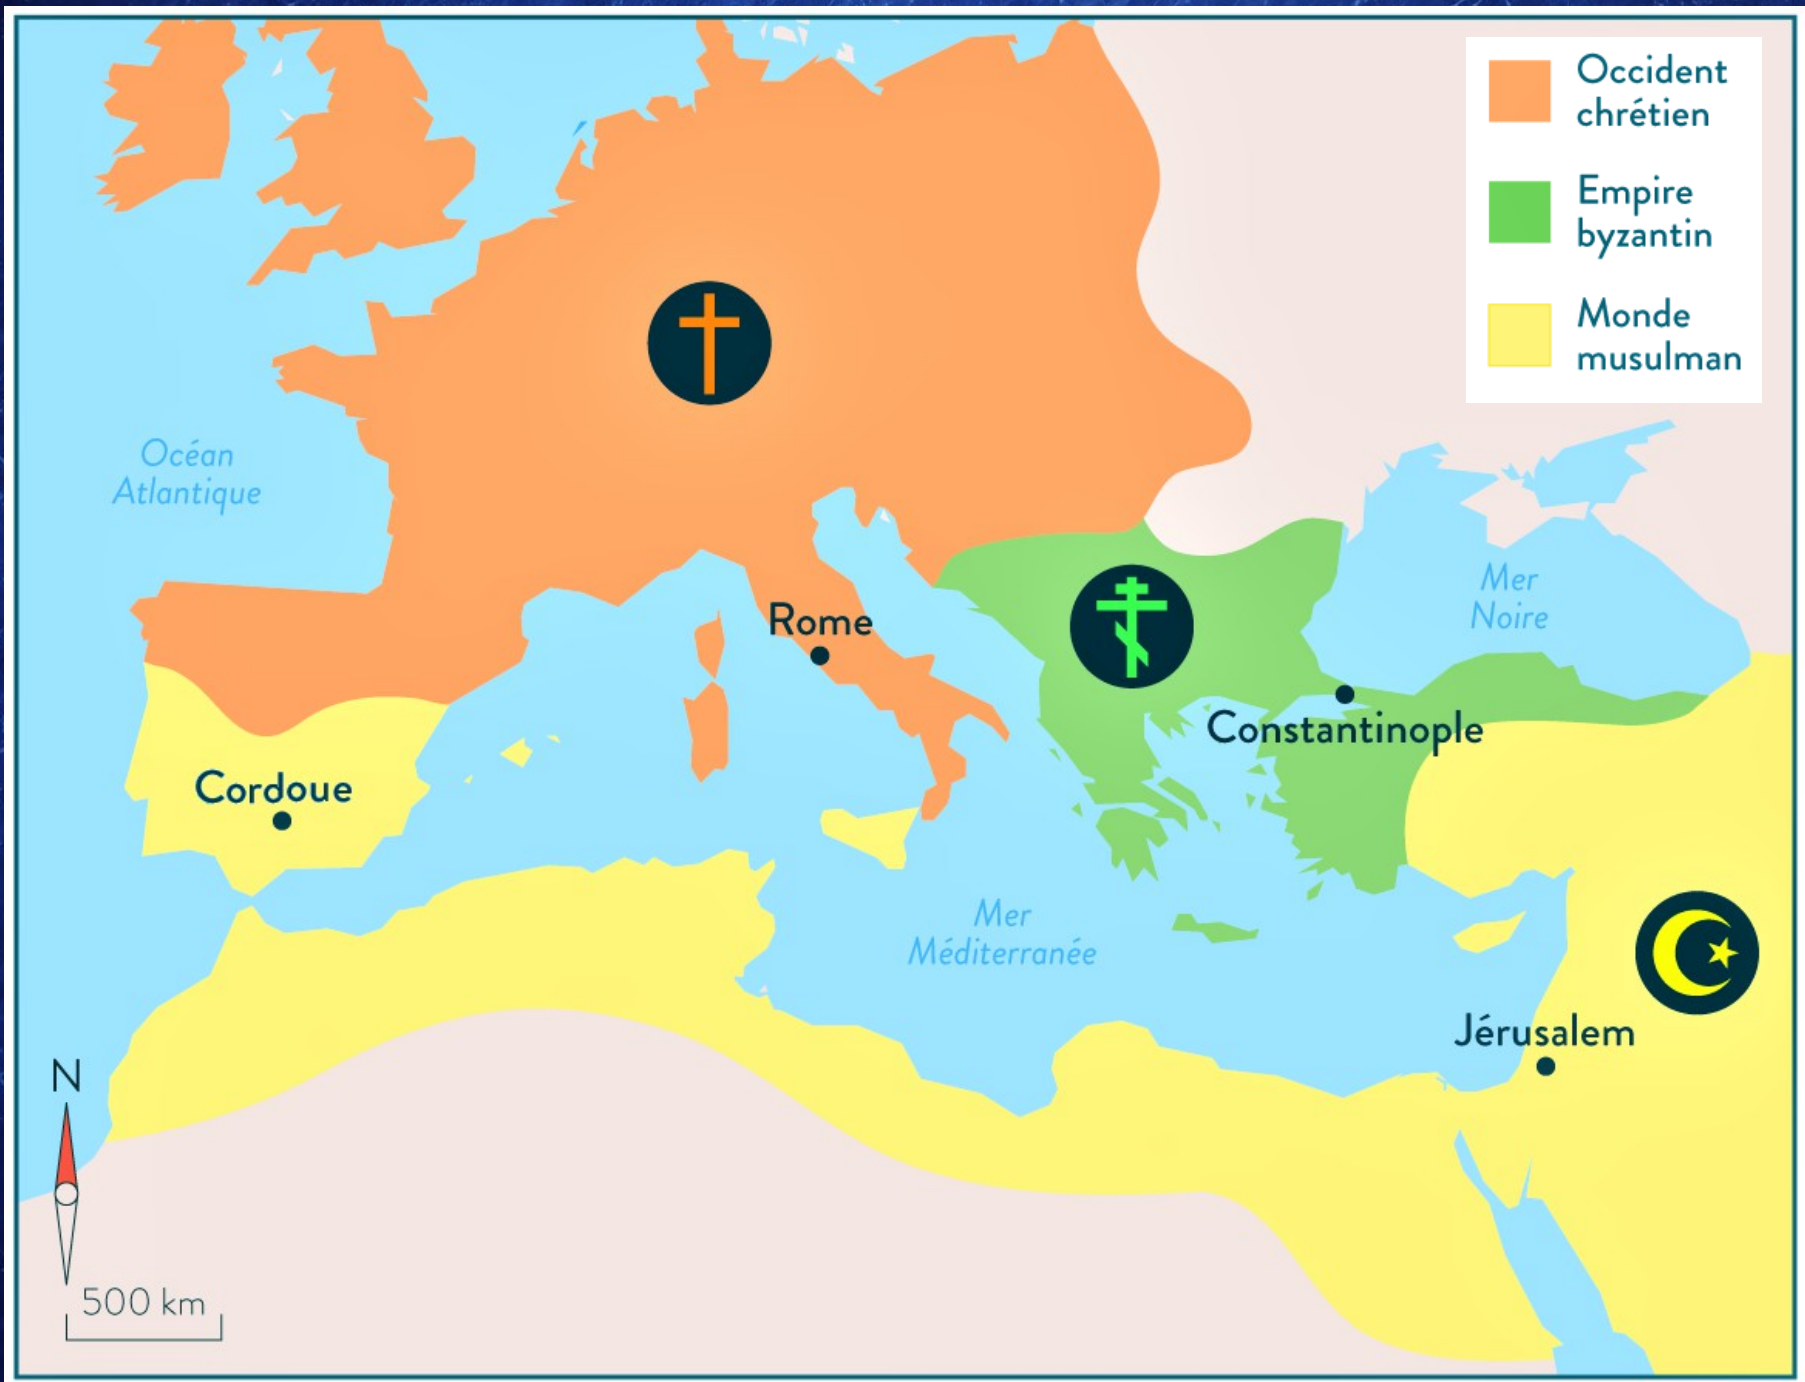 Occident
chrétien
Empire
byzantin
Monde
musulman
Océan
Atlantique
Mer
Noire
Rome
Constantinople
Cordoue
Mer
Méditerranée
Jérusalem
N
500 km